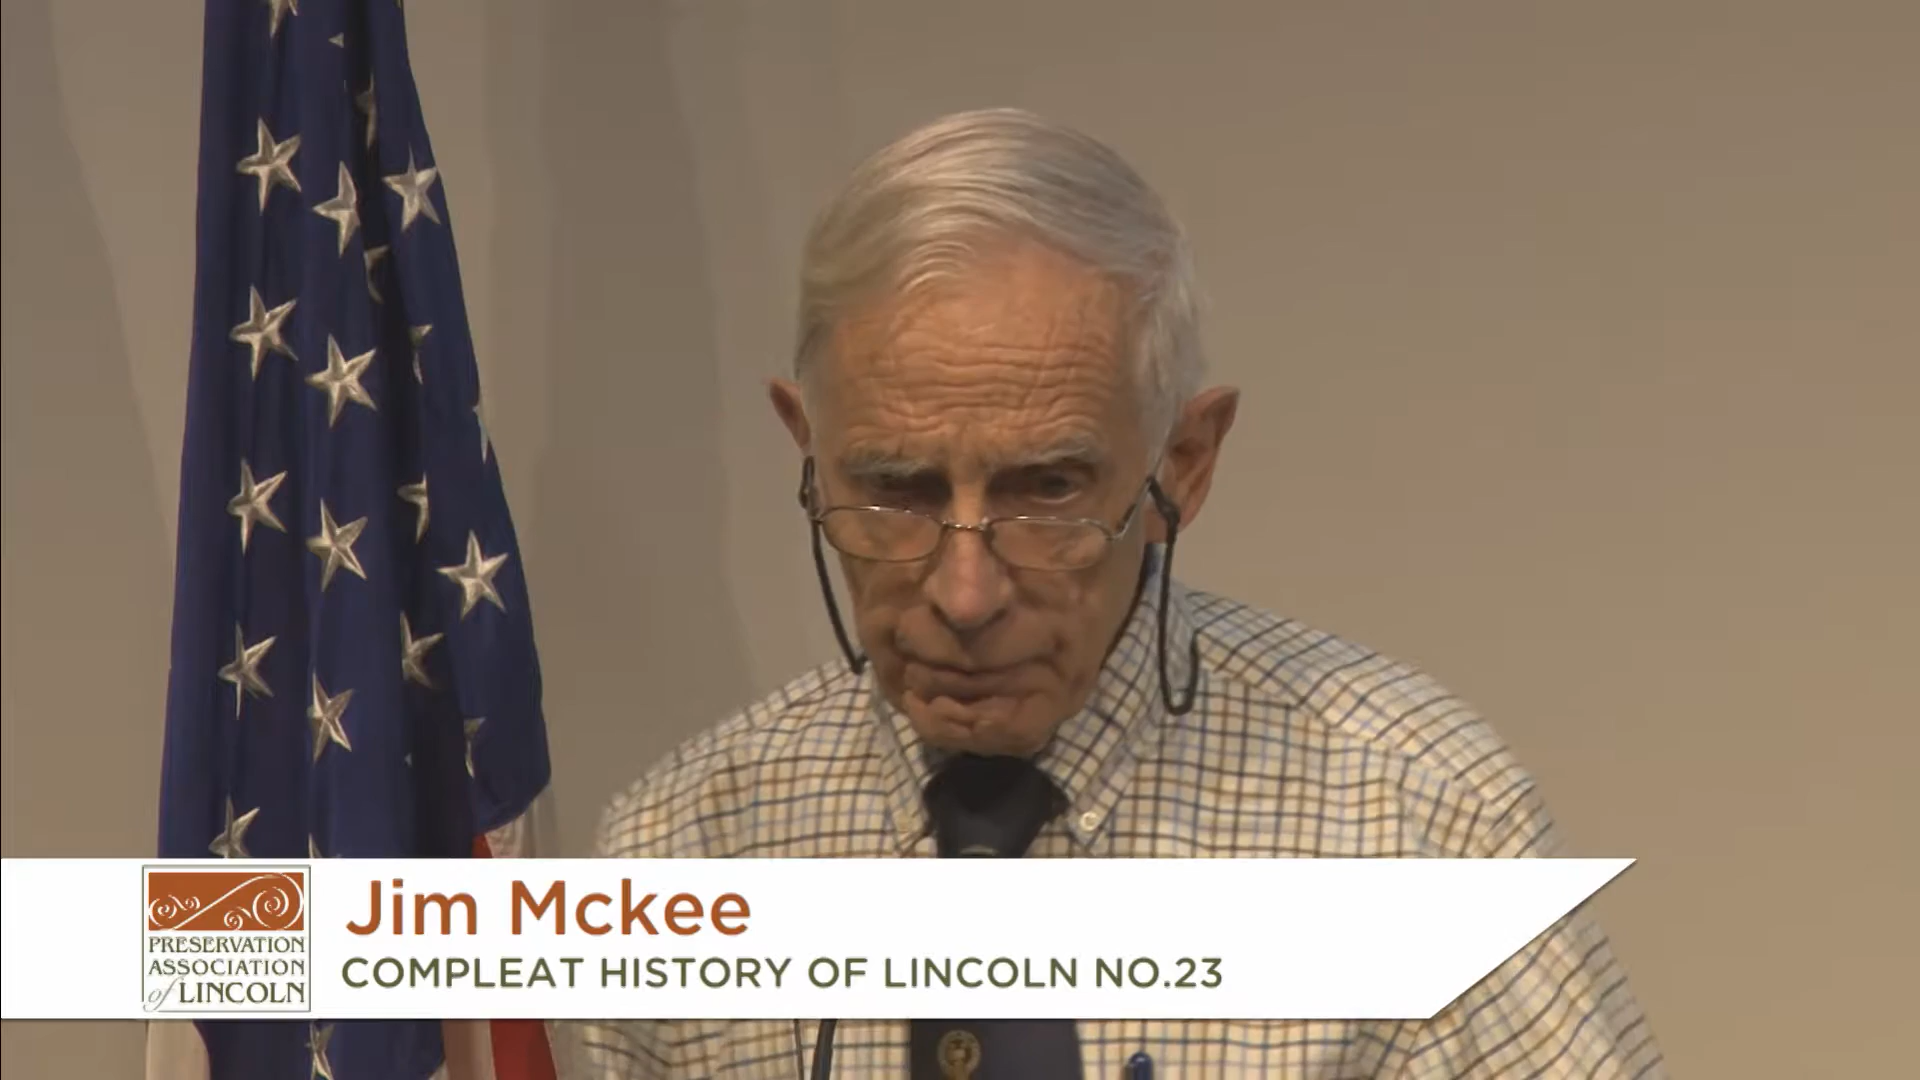 PRESERVATION
ASSOCIATION
of LINCOLN
Jim Mckee
COMPLEAT HISTORY OF LINCOLN NO.23